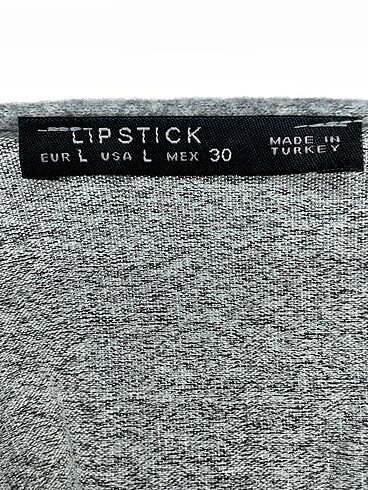 LIPSTICK
EUR L USA L MEX 30
MADE IN
TURKEY